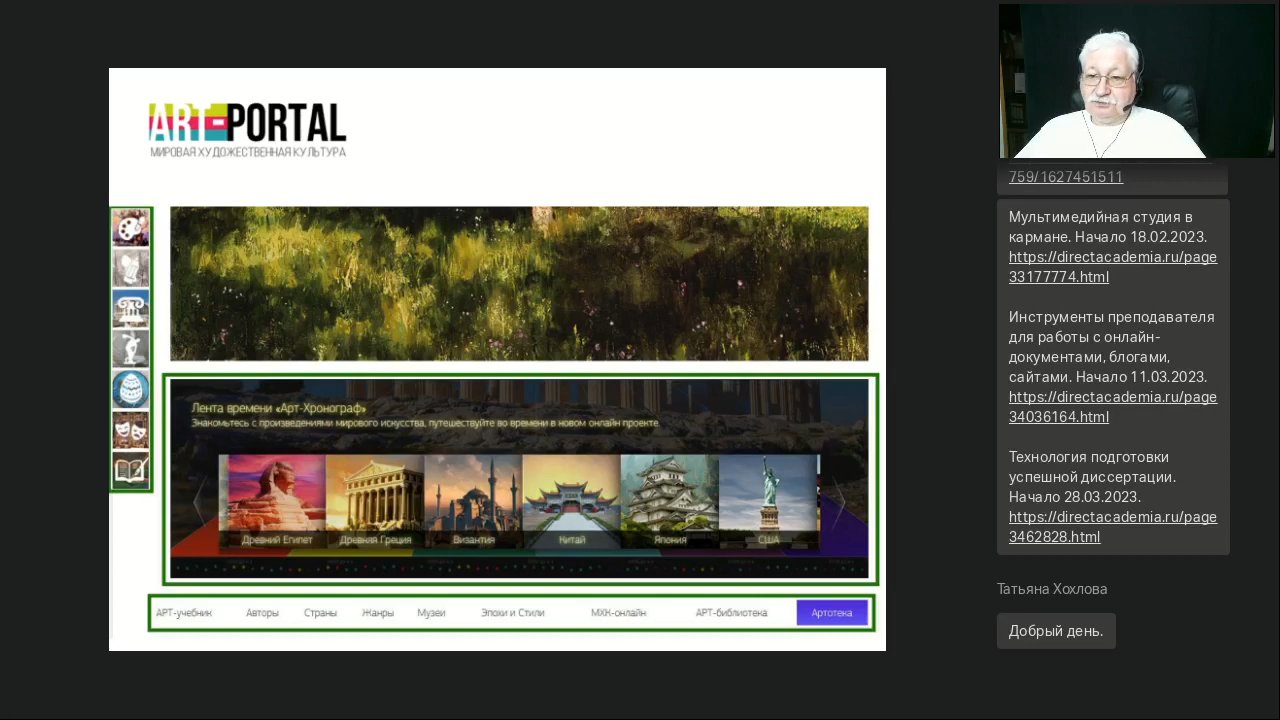 ART-PORTAL
МИРОВАЯ ХУДОЖЕСТВЕННАЯ КУЛЬТУРА
Лента времени «Арт-Хронограф»
Знакомьтесь с произведениями мирового искусства, путешествуйте во времени в новом онлайн проекте.
Древний Египет
Древняя Греция
Византия
Китай
Япония
США
АРТ-учебник
Авторы
Страны
Жанры
Музеи
Эпохи и Стили
МХК-онлайн
АРТ-библиотека
Артотека
759/1627451511
Мультимедийная студия в
кармане. Начало 18.02.2023.
https://directacademia.ru/page
33177774.html
Инструменты преподавателя
для работы с онлайн-
документами, блогами,
сайтами. Начало 11.03.2023.
https://directacademia.ru/page
34036164.html
Технология подготовки
успешной диссертации.
Начало 28.03.2023.
https://directacademia.ru/page
3462828.html
Татьяна Хохлова
Добрый день.